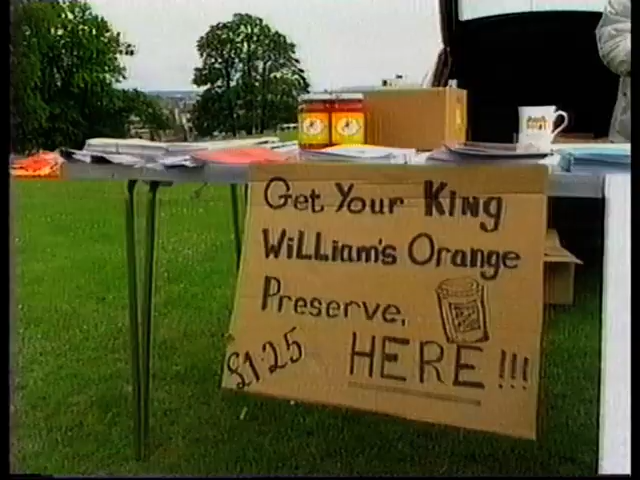 Get Your King
William's Orange
Preserve,
£1.25
HERE !!!